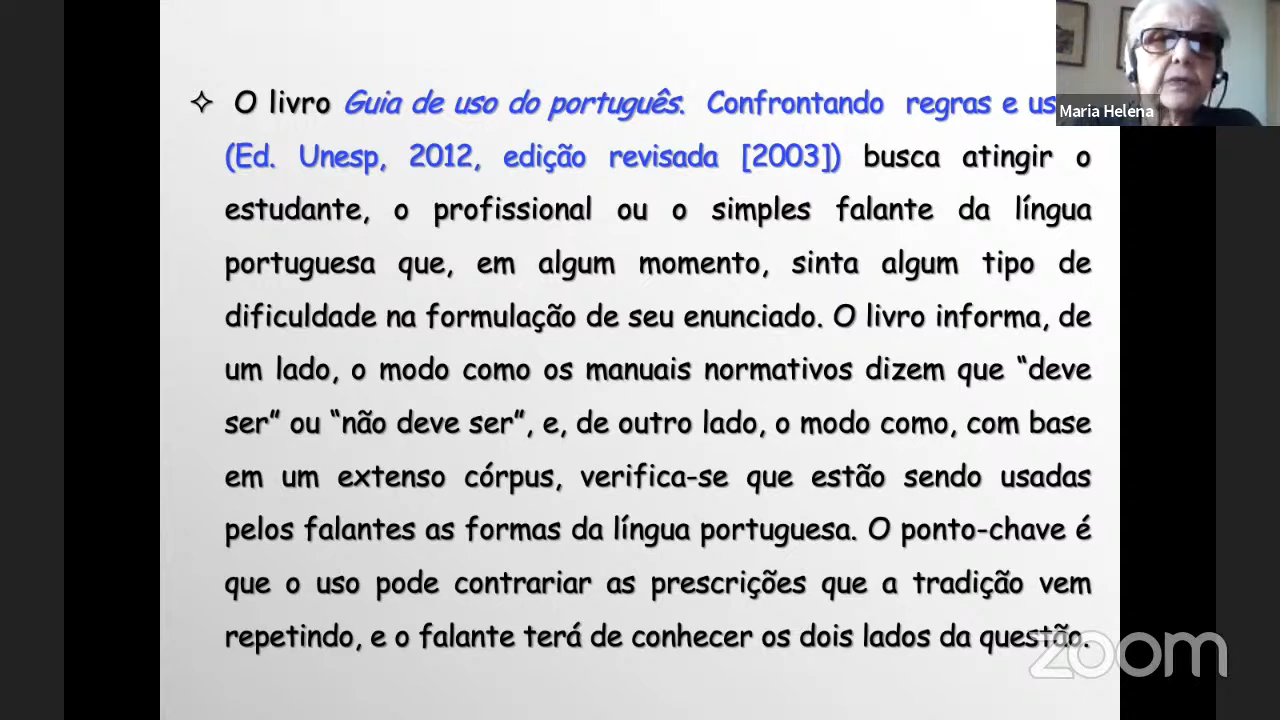 ✧ O livro Guia de uso do português. Confrontando regras e
(Ed. Unesp, 2012, edição revisada [2003]) busca atingir o
estudante, o profissional ou o simples falante da língua
portuguesa que, em algum momento, sinta algum tipo de
dificuldade na formulação de seu enunciado. O livro informa, de
um lado, o modo como os manuais normativos dizem que “deve
ser” ou “não deve ser”, e, de outro lado, o modo como, com base
em um extenso córpus, verifica-se que estão sendo usadas
pelos falantes as formas da língua portuguesa. O ponto-chave é
que o uso pode contrariar as prescrições que a tradição vem
repetindo, e o falante terá de conhecer os dois lados da questão.
Maria Helena
zoom